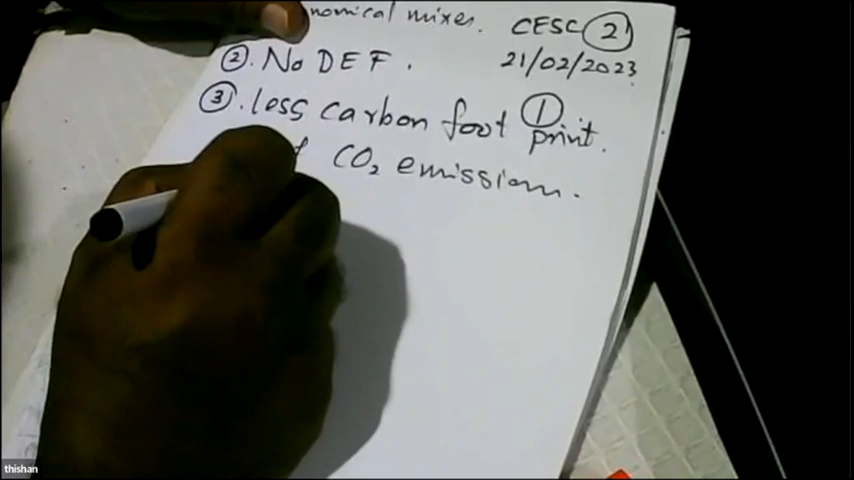 nomical mixes. CESC 2
2. No DEF. 21/02/2023
3. less carbon foot print. 1
CO₂ emission.
thishan